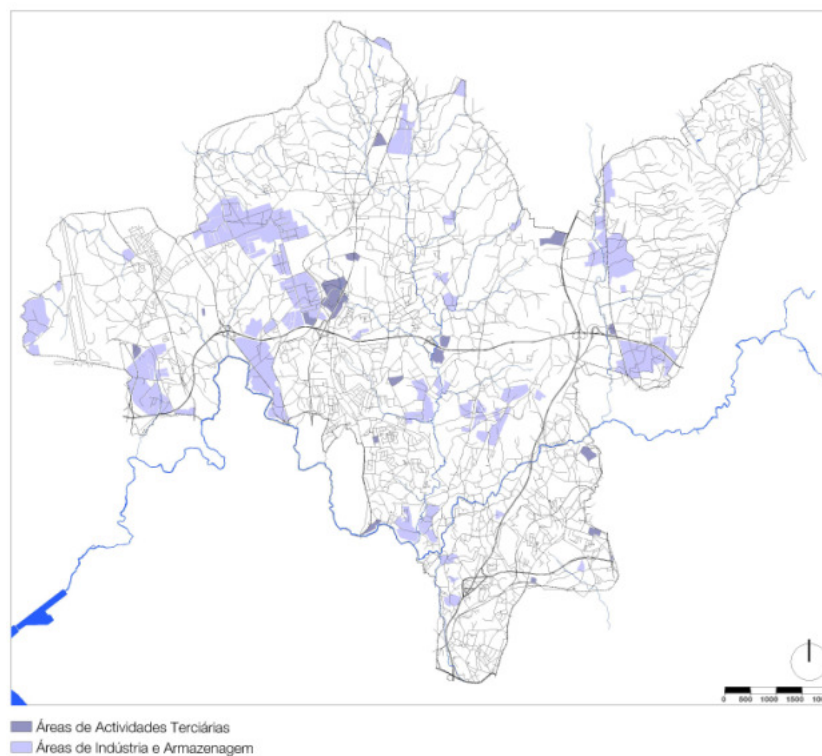 0 500 1000 1500
Áreas de Actividades Terciárias
Áreas de Indústria e Armazenagem